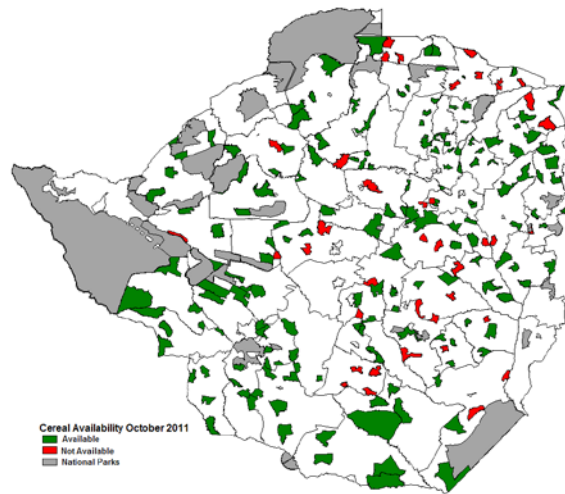 Cereal Availability October 2011
Available
Not Available
National Parks